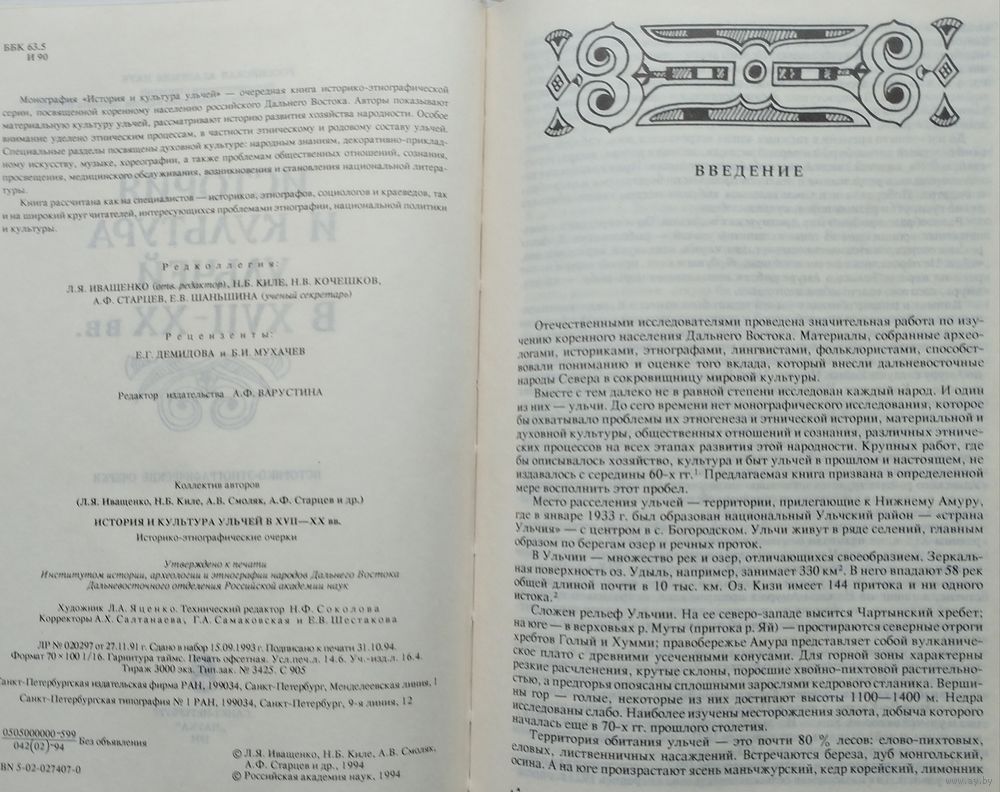 ББК 63.5
И 90
Монография «История и культура ульчей» — очередная книга историко-этнографической
серии, посвященной коренному населению российского Дальнего Востока. Авторы показывают
материальную культуру ульчей, рассматривают историю развития хозяйства народности. Особое
внимание уделено этническим процессам, в частности этническому и родовому составу ульчей.
Специальные разделы посвящены духовной культуре: народным знаниям, декоративно-приклад-
ному искусству, музыке, хореографии, а также проблемам общественных отношений, сознания,
просвещения, медицинского обслуживания, возникновения и становления национальной литера-
туры.
Книга рассчитана как на специалистов — историков, этнографов, социологов и краеведов, так
и на широкий круг читателей, интересующихся проблемами этнографии, национальной политики
и культуры.
Редколлегия:
Л.Я. ИВАЩЕНКО (отв. редактор), Н.Б. КИЛЕ, Н.В. КОЧЕШКОВ,
А.Ф. СТАРЦЕВ, Е.В. ШАНЬШИНА (ученый секретарь)
Рецензенты:
Е.Г. ДЕМИДОВА и Б.И. МУХАЧЕВ
Редактор издательства А.Ф. ВАРУСТИНА
Коллектив авторов
(Л.Я. Иващенко, Н.Б. Киле, А.В. Смоляк, А.Ф. Старцев и др.)
ИСТОРИЯ И КУЛЬТУРА УЛЬЧЕЙ В XVII—XX вв.
Историко-этнографические очерки
Утверждено к печати
Институтом истории, археологии и этнографии народов Дальнего Востока
Дальневосточного отделения Российской академии наук
Художник Л.А. Яценко. Технический редактор Н.Ф. Соколова
Корректоры А.Х. Салтанаева, Г.А. Самаковская и Е.В. Шестакова
ЛР № 020297 от 27.11.91 г. Сдано в набор 15.09.1993 г. Подписано к печати 31.10.94.
Формат 70 × 100 1/16. Гарнитура таймс. Печать офсетная. Усл.печ.л. 14.6. Уч.-изд.л. 16.4.
Тираж 3000 экз. Тип.зак. № 3425. С 905
Санкт-Петербургская издательская фирма РАН, 199034, Санкт-Петербург, Менделеевская линия, 1
Санкт-Петербургская типография № 1 РАН, 199034, Санкт-Петербург, 9-я линия, 12
0505000000-599
042(02)-94 Без объявления
BN 5-02-027407-0
© Л.Я. Иващенко, Н.Б. Киле, А.В. Смоляк,
А.Ф. Старцев и др., 1994
© Российская академия наук, 1994
ВВЕДЕНИЕ
Отечественными исследователями проведена значительная работа по изу-
чению коренного населения Дальнего Востока. Материалы, собранные архео-
логами, историками, этнографами, лингвистами, фольклористами, способст-
вовали пониманию и оценке того вклада, который внесли дальневосточные
народы Севера в сокровищницу мировой культуры.
Вместе с тем далеко не в равной степени исследован каждый народ. И один
из них — ульчи. До сего времени нет монографического исследования, которое
бы охватывало проблемы их этногенеза и этнической истории, материальной и
духовной культуры, общественных отношений и сознания, различных этниче-
ских процессов на всех этапах развития этой народности. Крупных работ, где
бы описывалось хозяйство, культура и быт ульчей в прошлом и настоящем, не
издавалось с середины 60-х гг.¹ Предлагаемая книга призвана в определенной
мере восполнить этот пробел.
Место расселения ульчей — территории, прилегающие к Нижнему Амуру,
где в январе 1933 г. был образован национальный Ульчский район — «страна
Ульчия» — с центром в с. Богородском. Ульчи живут в ряде селений, главным
образом по берегам озер и речных проток.
В Ульчии — множество рек и озер, отличающихся своеобразием. Зеркаль-
ная поверхность оз. Удыль, например, занимает 330 км². В него впадают 58 рек
общей длиной почти в 10 тыс. км. Оз. Кизи имеет 144 притока и ни одного
истока.²
Сложен рельеф Ульчии. На ее северо-западе высится Чартынский хребет;
на юге — в верховьях р. Муты (притока р. Яй) — простираются северные отроги
хребтов Голый и Хумми; правобережье Амура представляет собой вулканиче-
ское плато с древними усеченными конусами. Для горной зоны характерны
резкие расчленения, крутые склоны, поросшие хвойно-пихтовой растительно-
стью, а предгорья опоясаны сплошными зарослями кедрового стланика. Верши-
ны гор — голые, некоторые из них достигают высоты 1100—1400 м. Недра
исследованы слабо. Наиболее изучены месторождения золота, добыча которого
началась еще в 70-х гг. прошлого столетия.
Территория обитания ульчей — это почти 80 % лесов: елово-пихтовых,
еловых, лиственничных насаждений. Встречаются береза, дуб монгольский,
осина. А на юге произрастают ясень маньчжурский, кедр корейский, лимонник
www.ay.by